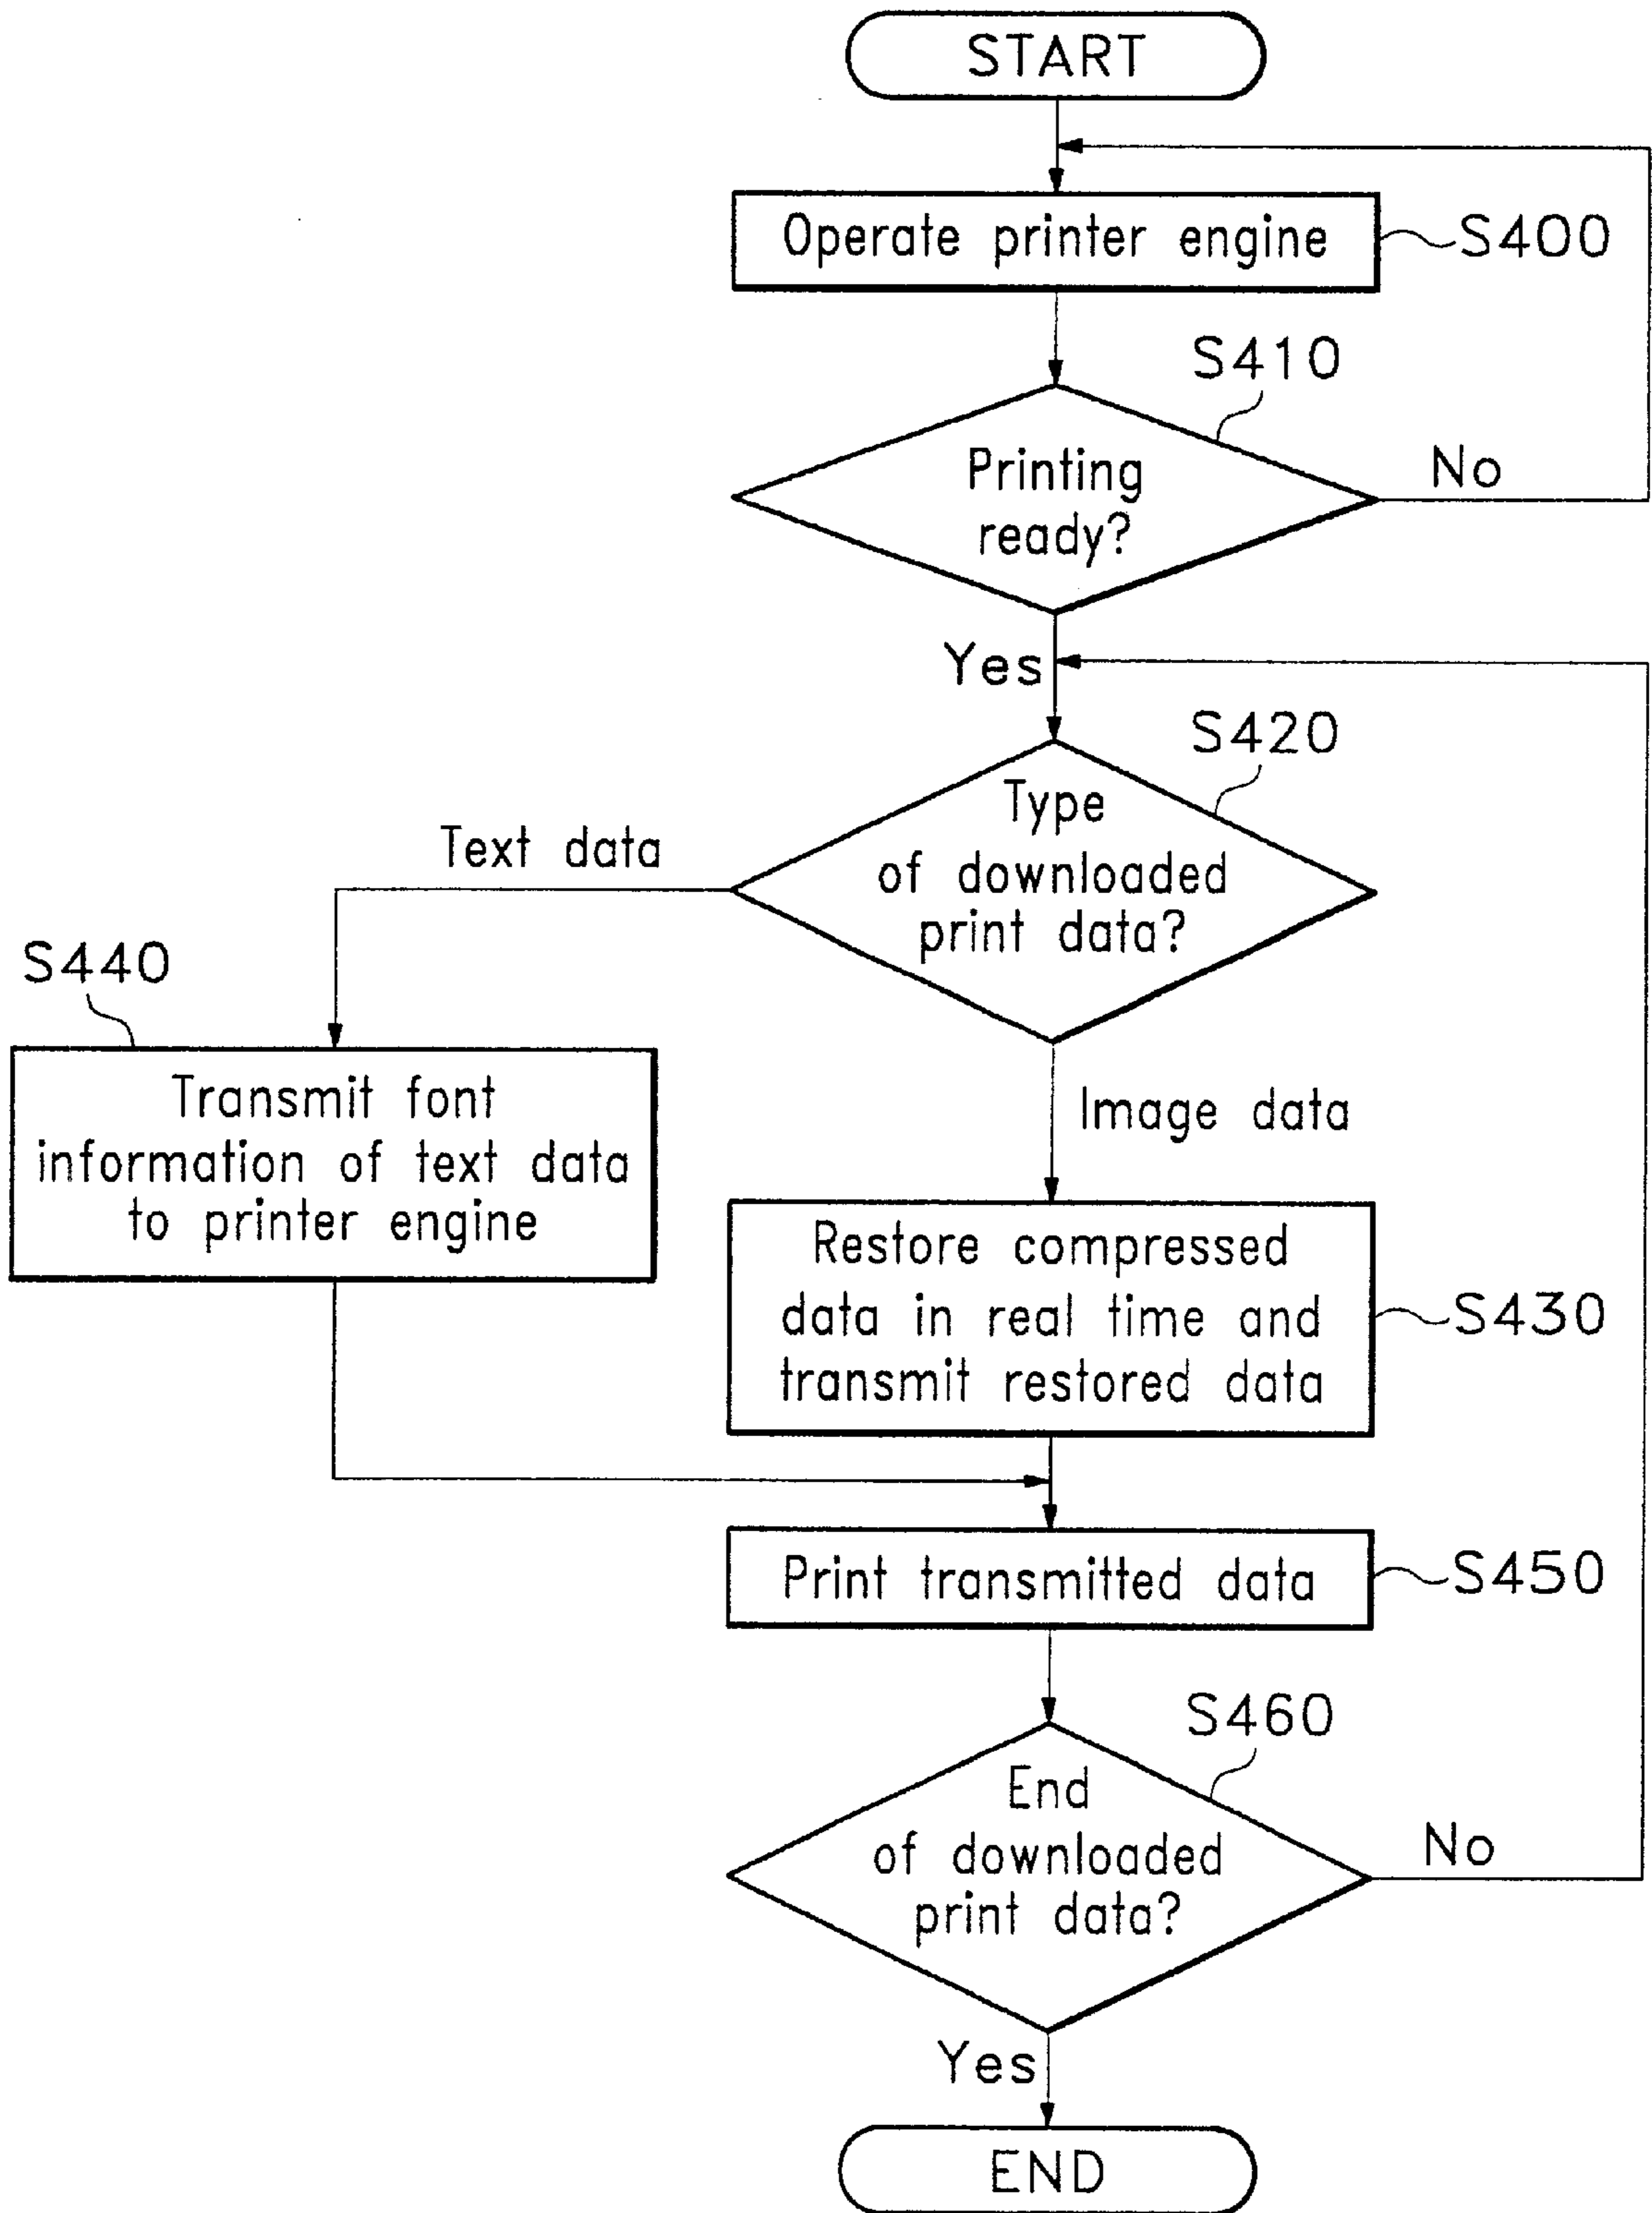 START
Operate printer engine
S400
S410
Printing
ready?
No
Yes
S420
Type
of downloaded
print data?
Text data
S440
Transmit font
information of text data
to printer engine
Image data
Restore compressed
data in real time and
transmit restored data
S430
Print transmitted data
S450
S460
End
of downloaded
print data?
No
Yes
END